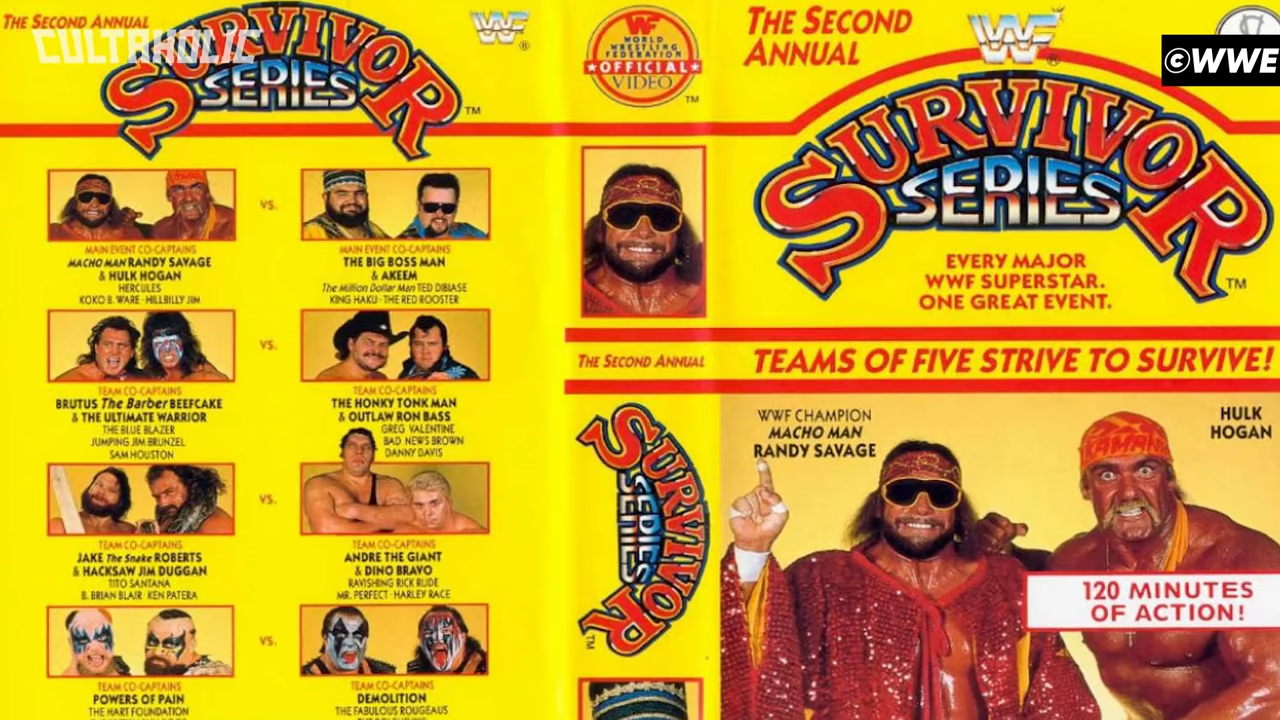 THE SECOND ANNUAL
CULTAHOLIC
SURVIVOR
SERIES
TM
WF
®
MAIN EVENT CO-CAPTAINS
MACHO MAN RANDY SAVAGE
& HULK HOGAN
HERCULES
KOKO B. WARE · HILLBILLY JIM
VS.
MAIN EVENT CO-CAPTAINS
THE BIG BOSS MAN
& AKEEM
The Million Dollar Man TED DIBIASE
KING HAKU · THE RED ROOSTER
TEAM CO-CAPTAINS
BRUTUS The Barber BEEFCAKE
& THE ULTIMATE WARRIOR
THE BLUE BLAZER
JUMPING JIM BRUNZEL
SAM HOUSTON
VS.
TEAM CO-CAPTAINS
THE HONKY TONK MAN
& OUTLAW RON BASS
GREG VALENTINE
BAD NEWS BROWN
DANNY DAVIS
TEAM CO-CAPTAINS
JAKE The Snake ROBERTS
& HACKSAW JIM DUGGAN
TITO SANTANA
B. BRIAN BLAIR · KEN PATERA
VS.
TEAM CO-CAPTAINS
ANDRE THE GIANT
& DINO BRAVO
RAVISHING RICK RUDE
MR. PERFECT · HARLEY RACE
TEAM CO-CAPTAINS
POWERS OF PAIN
THE HART FOUNDATION
VS.
TEAM CO-CAPTAINS
DEMOLITION
THE FABULOUS ROUGEAUS
WF
WORLD
WRESTLING
FEDERATION
★OFFICIAL★
VIDEO
TM
THE SECOND ANNUAL
SURVIVOR
SERIES
TM
THE SECOND
ANNUAL
WF
®
©WWE
SURVIVOR
SERIES
TM
EVERY MAJOR
WWF SUPERSTAR.
ONE GREAT EVENT.
TEAMS OF FIVE STRIVE TO SURVIVE!
WWF CHAMPION
MACHO MAN
RANDY SAVAGE
HULK
HOGAN
120 MINUTES
OF ACTION!